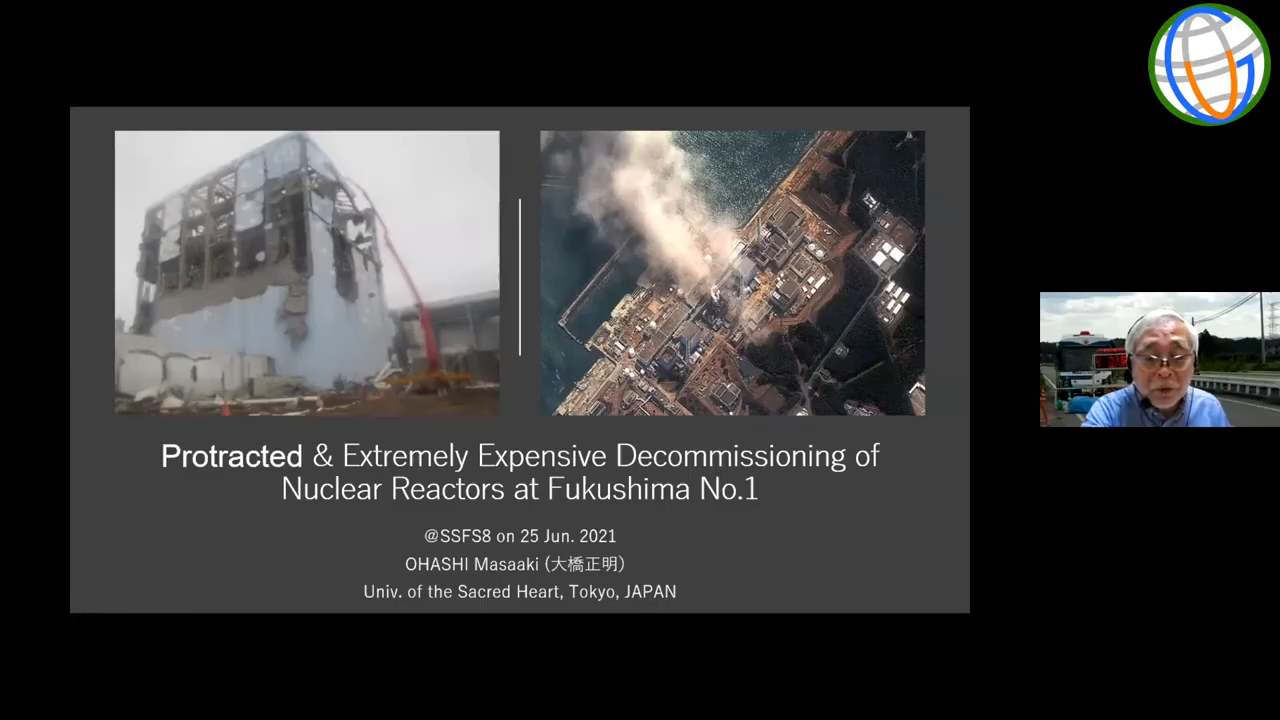 Protracted & Extremely Expensive Decommissioning of
Nuclear Reactors at Fukushima No.1
@SSFS8 on 25 Jun. 2021
OHASHI Masaaki (大橋正明)
Univ. of the Sacred Heart, Tokyo, JAPAN